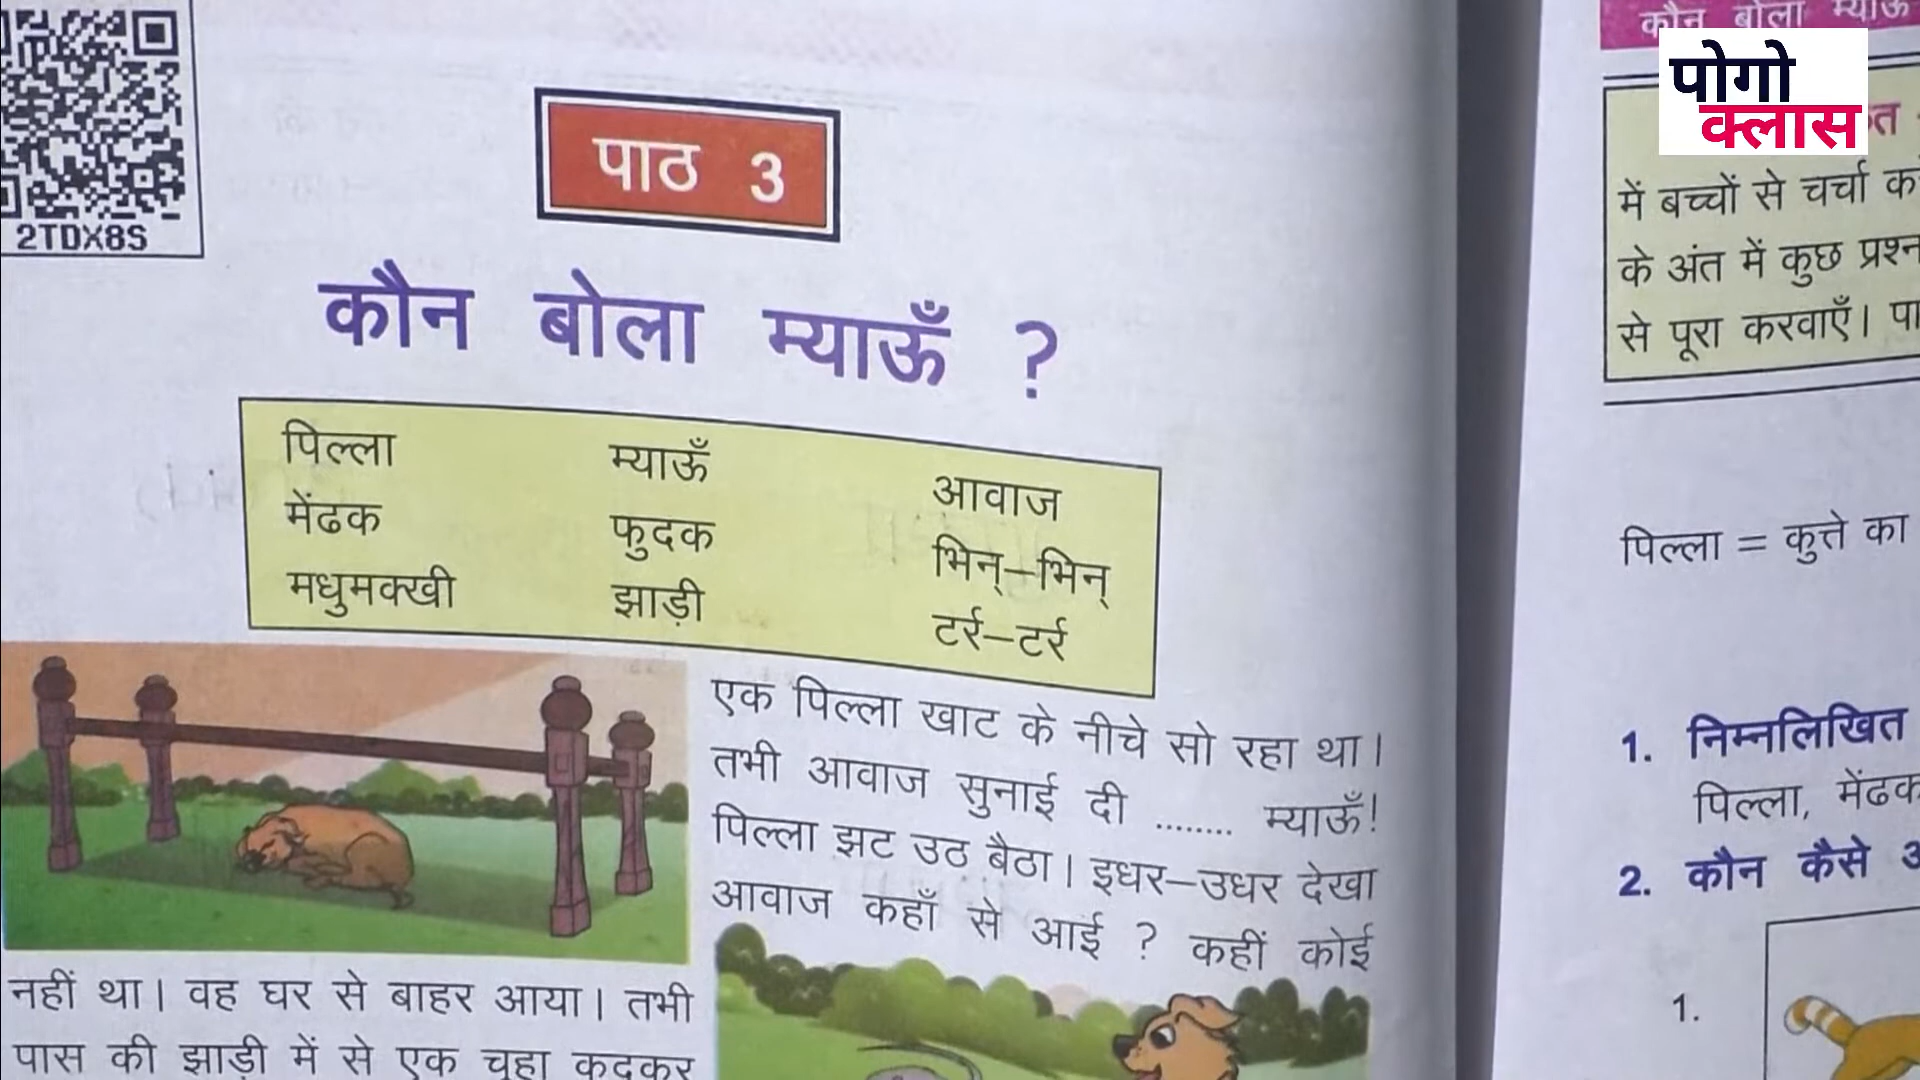 2TDX8S
पाठ 3
कौन बोला म्याऊँ ?
पिल्ला म्याऊँ आवाज
मेंढक फुदक भिन्–भिन्
मधुमक्खी झाड़ी टर्र–टर्र
एक पिल्ला खाट के नीचे सो रहा था।
तभी आवाज सुनाई दी ........ म्याऊँ!
पिल्ला झट उठ बैठा। इधर–उधर देखा
आवाज कहाँ से आई ? कहीं कोई
नहीं था। वह घर से बाहर आया। तभी
पास की झाड़ी में से एक चूहा कूदकर
कौन बोला म्याऊँ
पोगो
क्लास
में बच्चों से चर्चा
के अंत में कुछ प्रश्न
से पूरा करवाएँ।
पिल्ला = कुत्ते का
1. निम्नलिखित
पिल्ला, मेंढक
2. कौन कैसे
1.